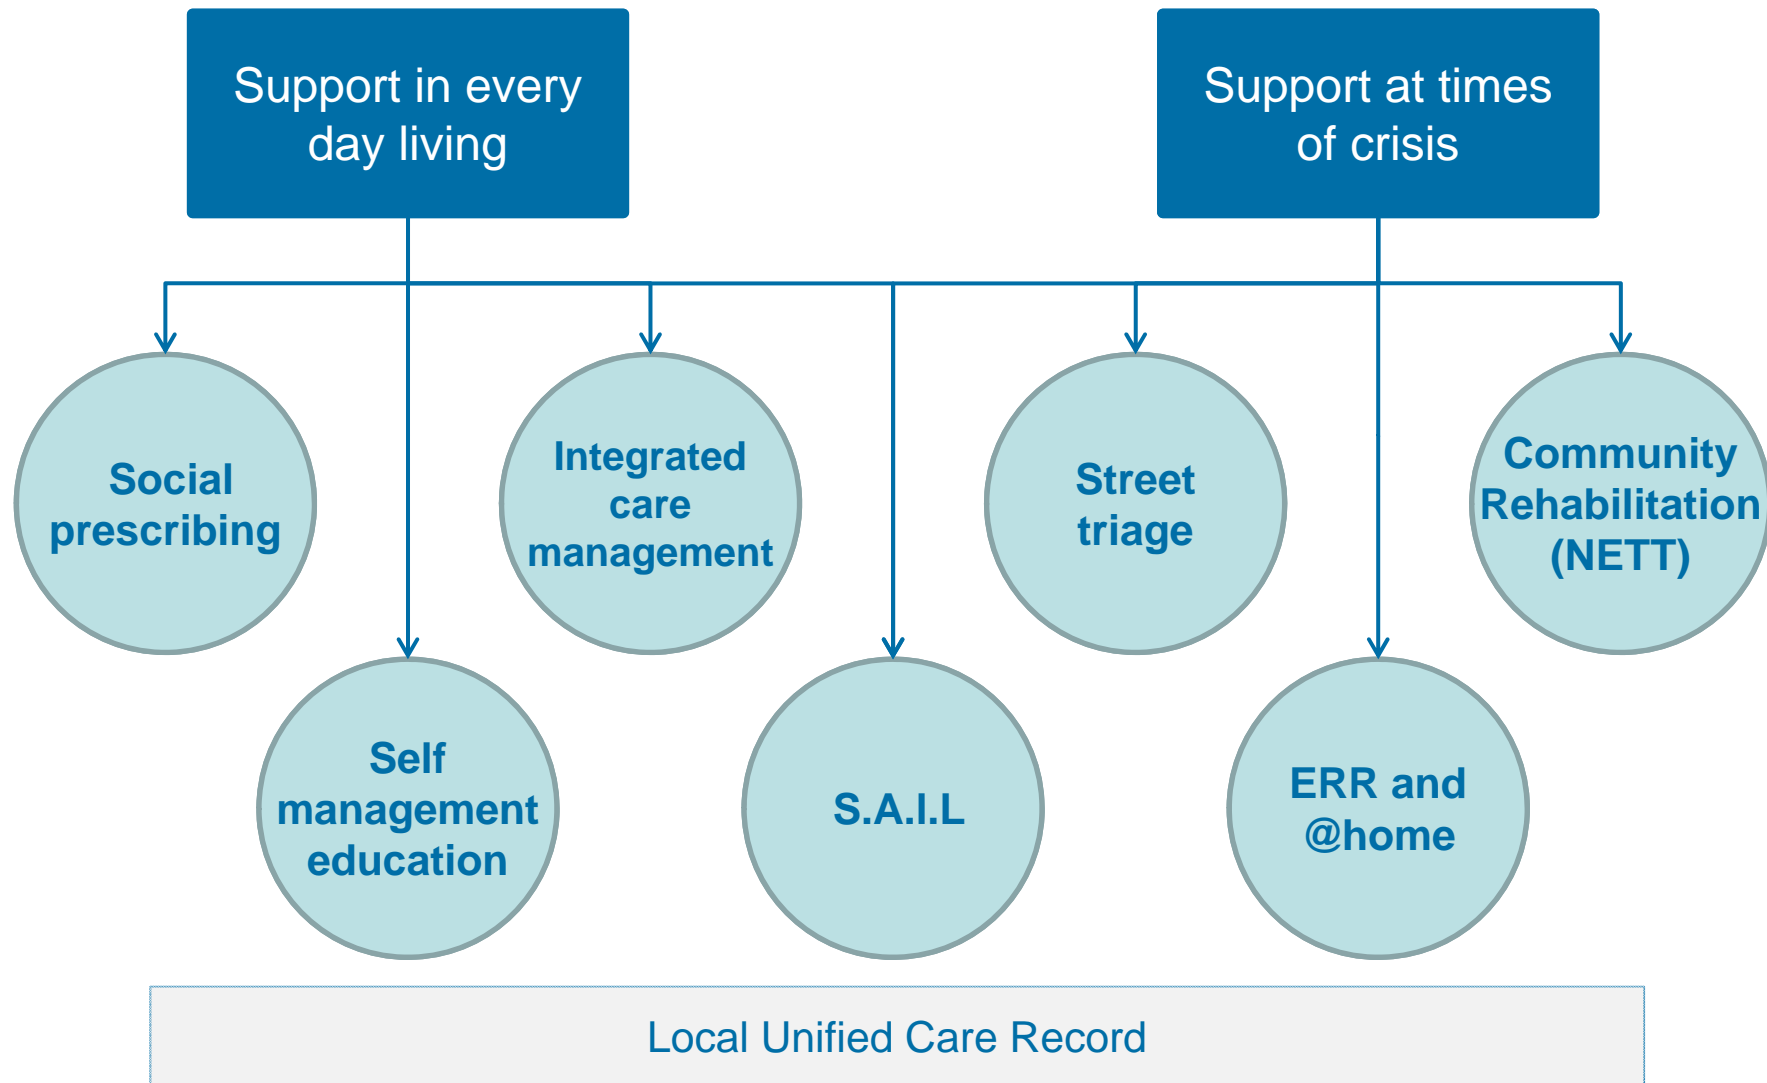 Support in every
day living
Support at times
of crisis
Social
prescribing
Integrated
care
management
Street
triage
Community
Rehabilitation
(NETT)
Self
management
education
S.A.I.L
ERR and
@home
Local Unified Care Record